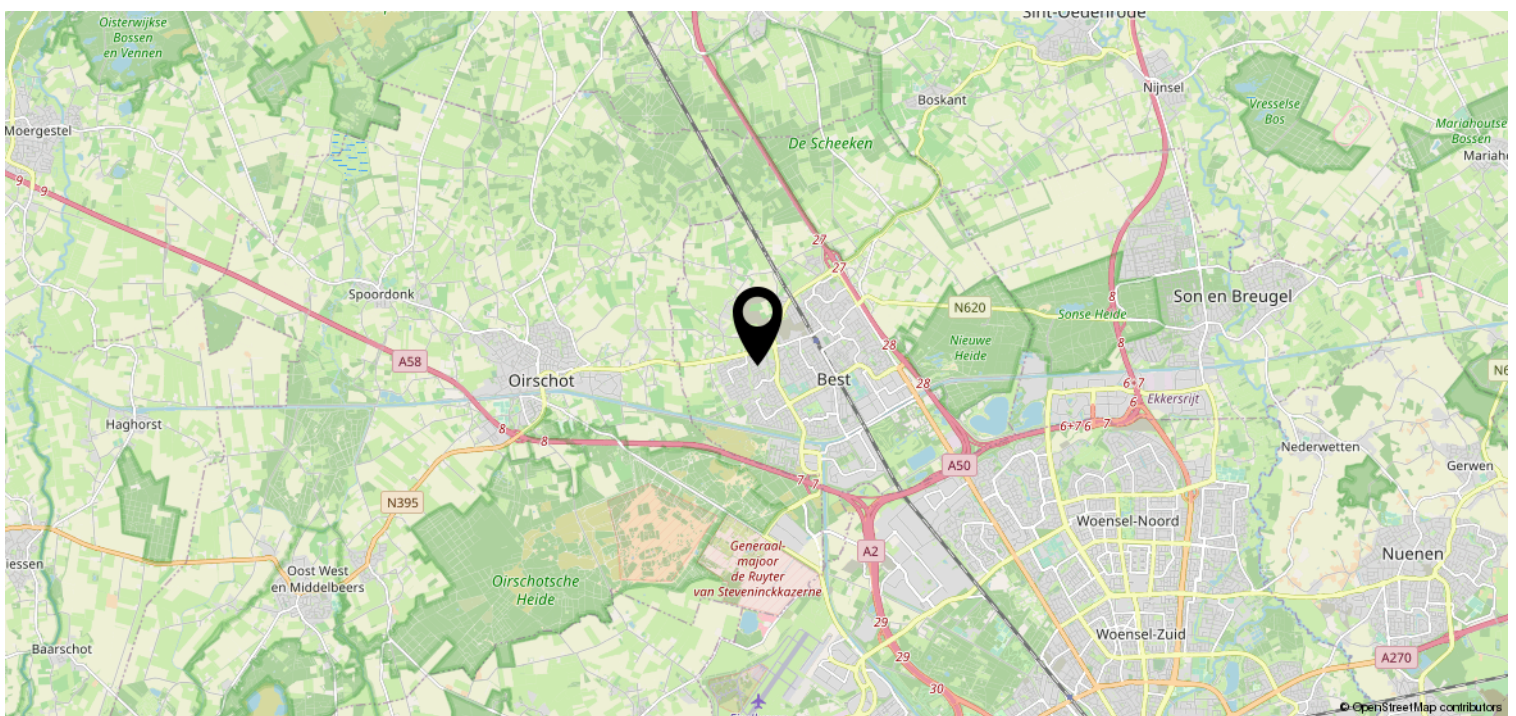 Oisterwijkse
Bossen
en Vennen
Sint-Oedenrode
Boskant
Nijnsel
Vresselse
Bos
Moergestel
De Scheeken
Mariahoutse
Bossen
9
9
27
27
Spoordonk
8
Son en Breugel
N620
Sonse Heide
Nieuwe
Heide
28
8
A58
Oirschot
Best
28
6+7
6
Ekkersrijt
Haghorst
8
8
6+7
6
7
Nederwetten
A50
Gerwen
7
7
N395
Woensel-Noord
Generaal-
majoor
de Ruyter
van Steveninckkazerne
A2
Nuenen
Oost West
en Middelbeers
Oirschotsche
Heide
29
Woensel-Zuid
Baarschot
29
A270
30
© OpenStreetMap contributors